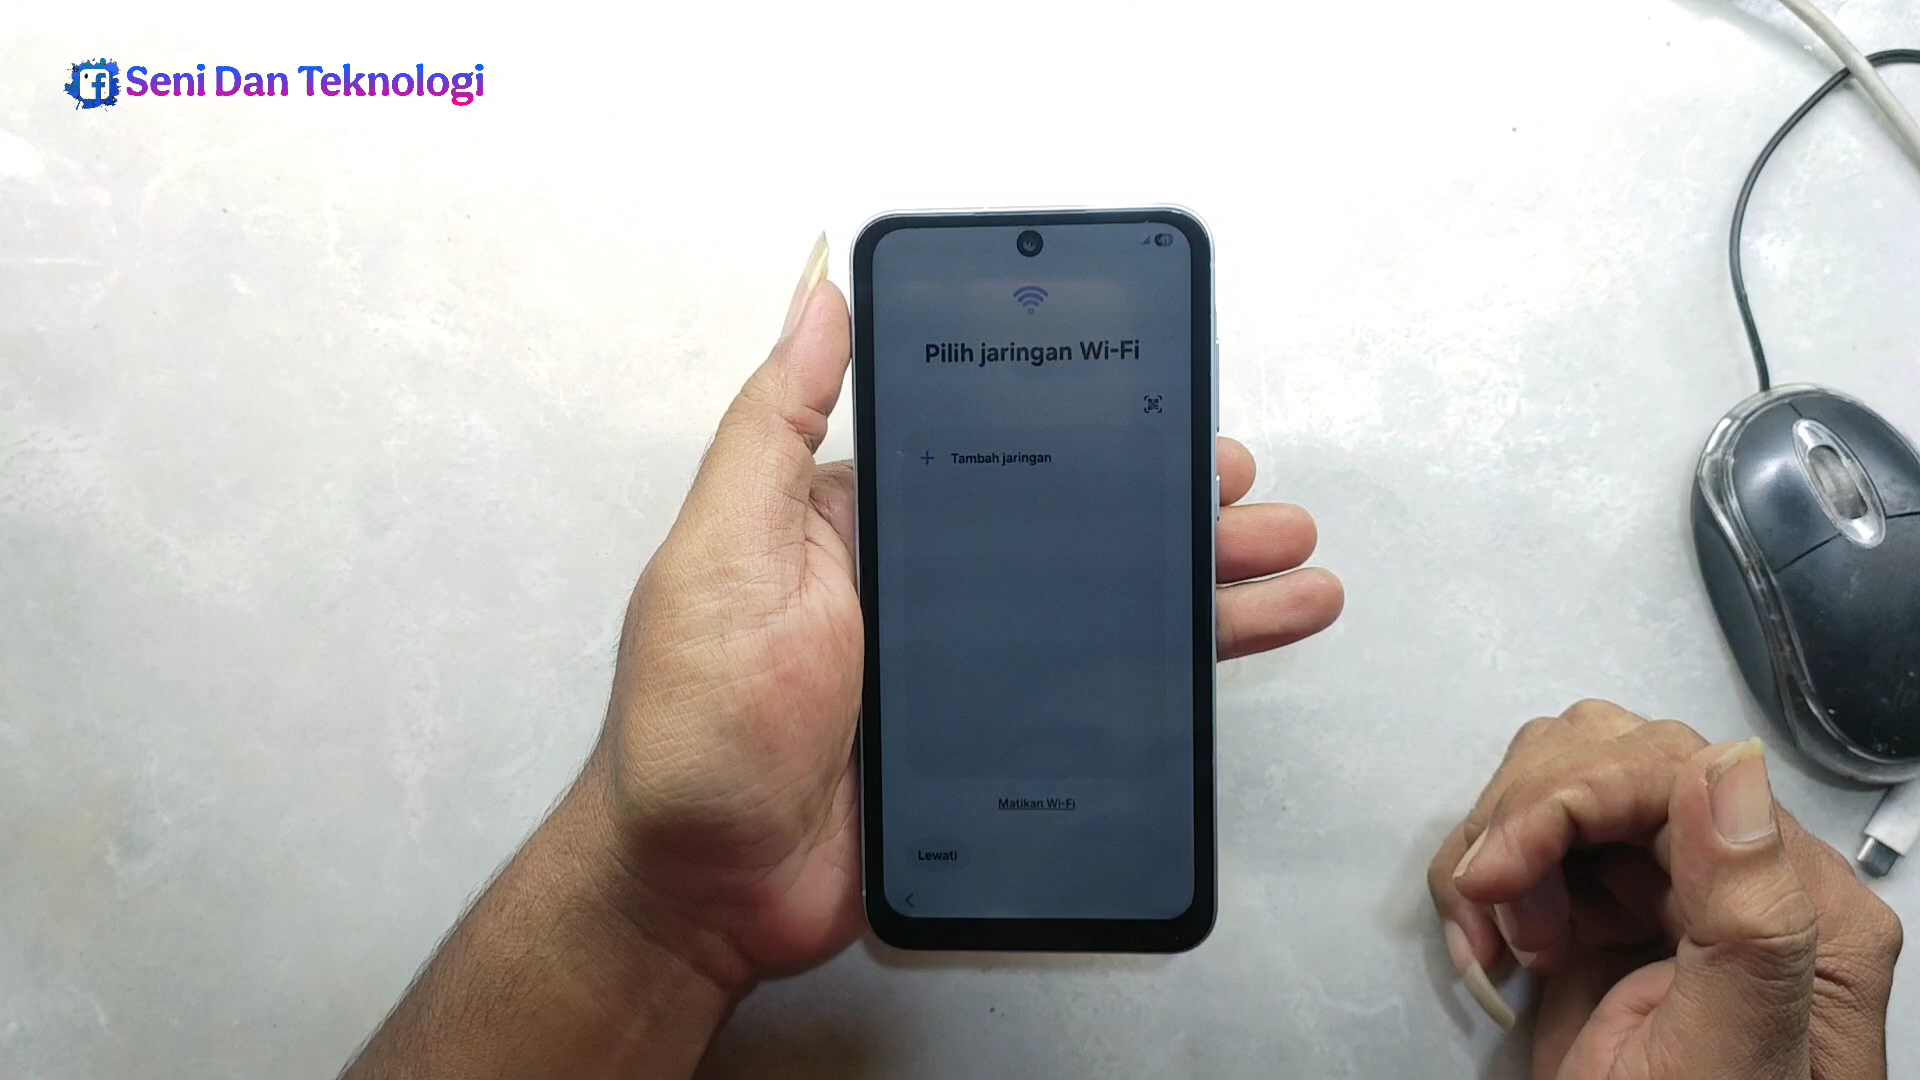 Seni Dan Teknologi
Pilih jaringan Wi-Fi
Tambah jaringan
Matikan Wi-Fi
Lewati